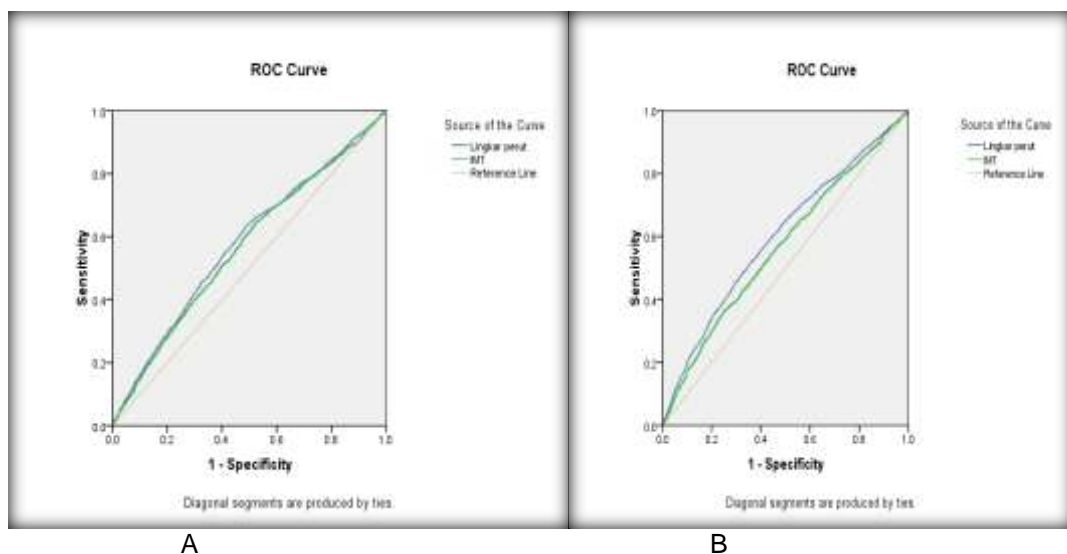 ROC Curve
Source of the Curve
Lingkar perut
IMT
Reference Line
1.0
0.8
0.6
0.4
0.2
0.0
Sensitivity
0.0 0.2 0.4 0.6 0.8 1.0
1 - Specificity
Diagonal segments are produced by ties.
A
ROC Curve
Source of the Curve
Lingkar perut
IMT
Reference Line
1.0
0.8
0.6
0.4
0.2
0.0
Sensitivity
0.0 0.2 0.4 0.6 0.8 1.0
1 - Specificity
Diagonal segments are produced by ties.
B